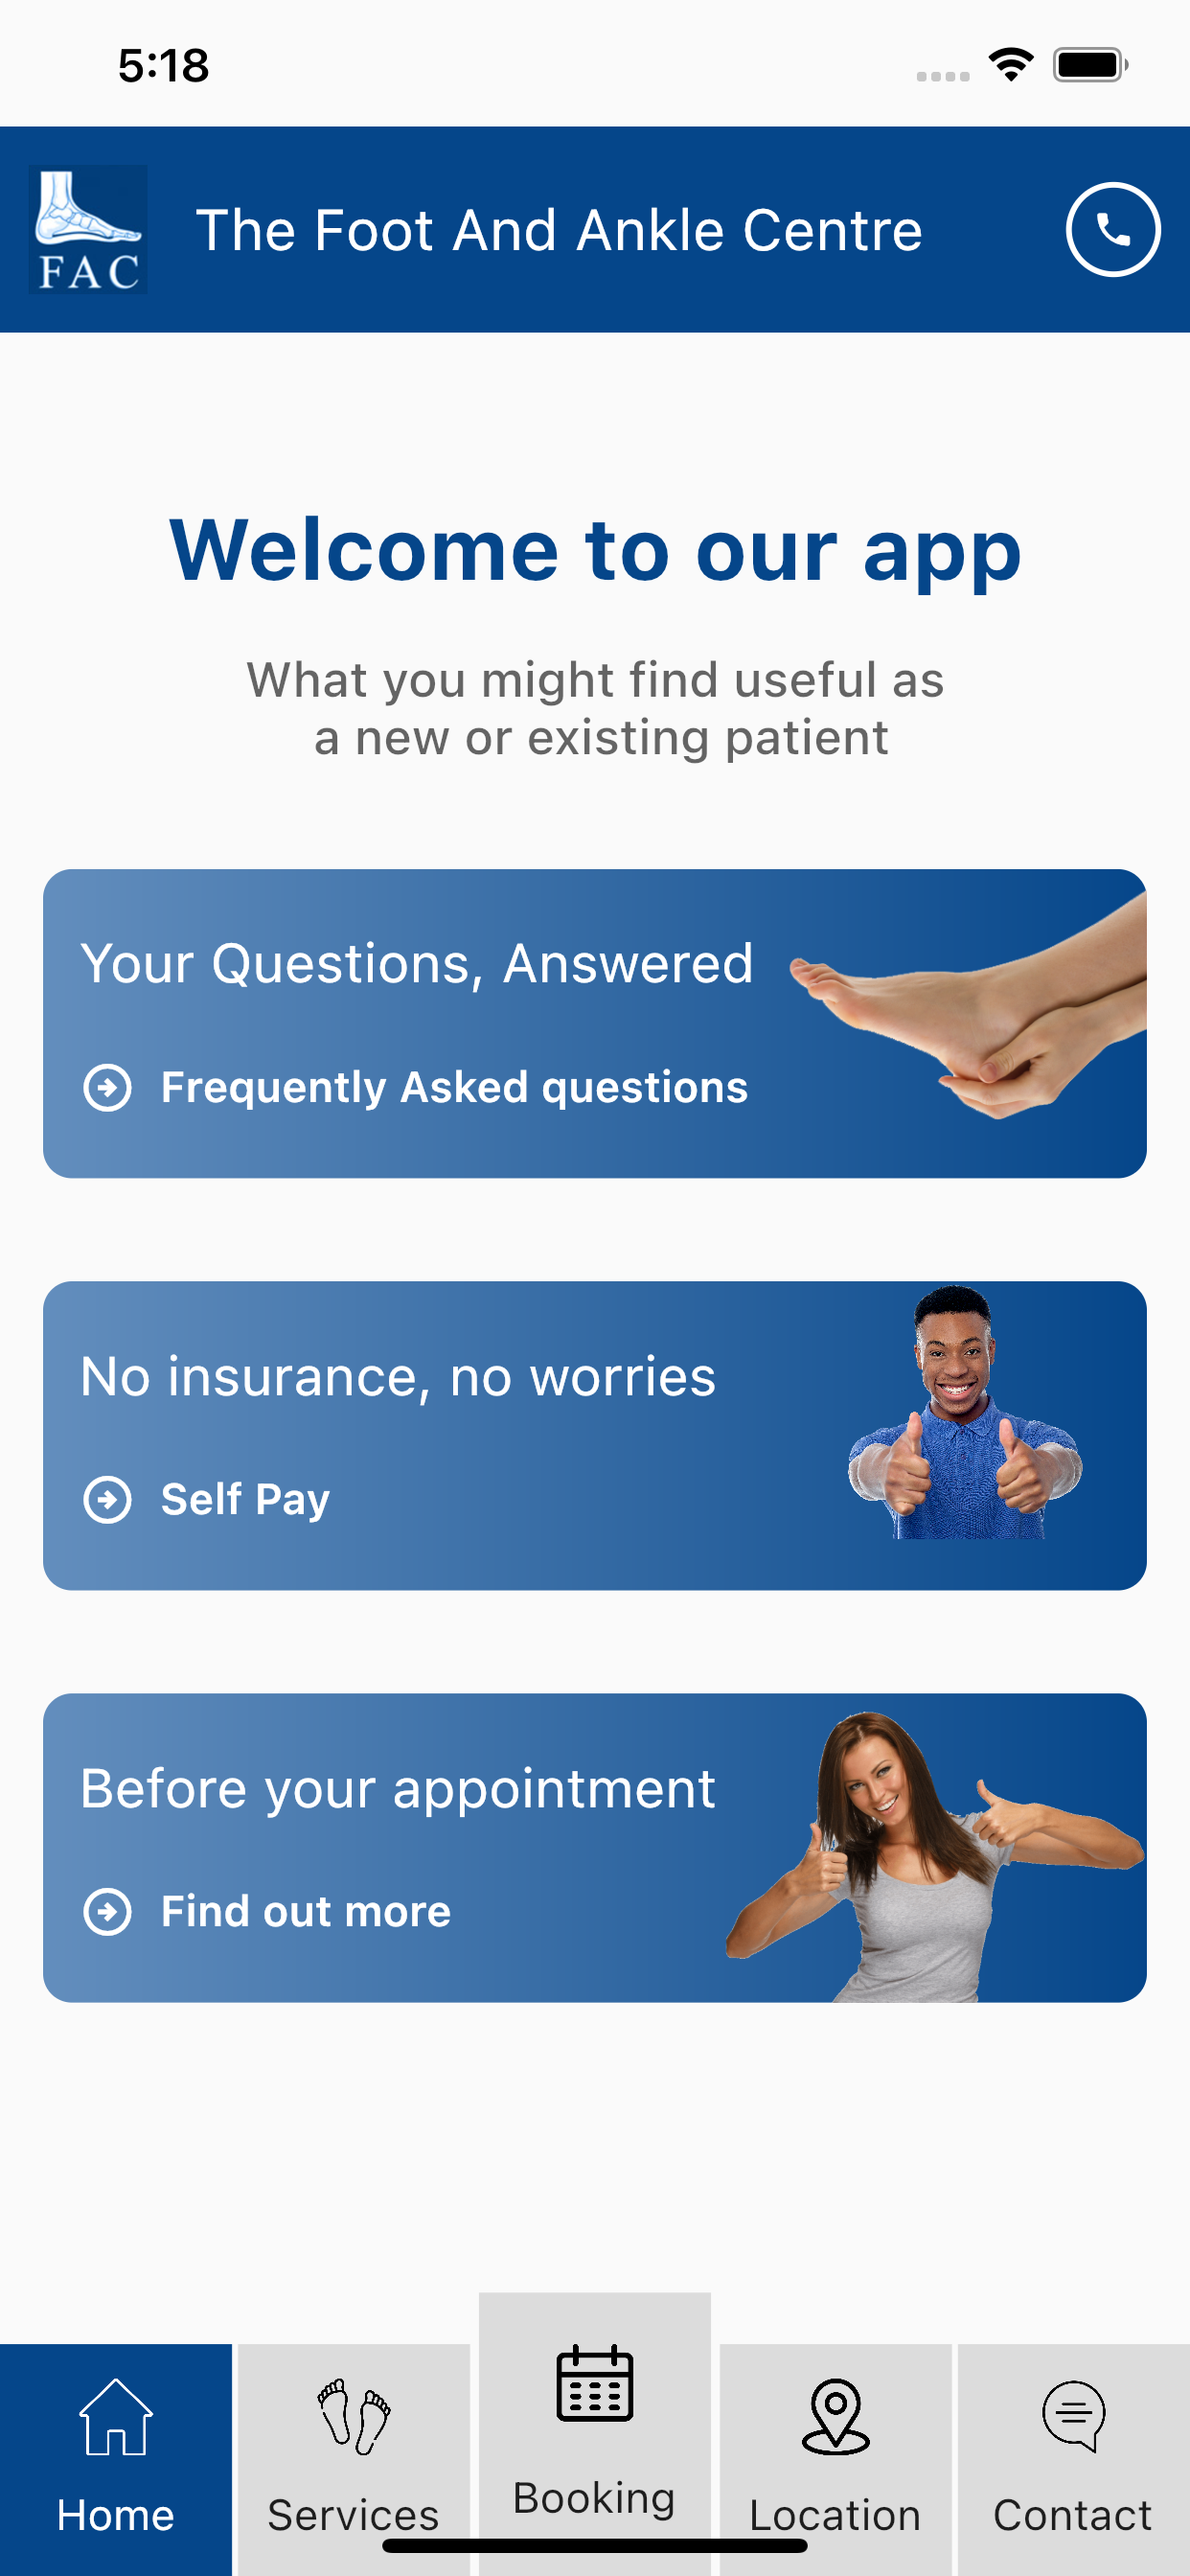 5:18
FAC
The Foot And Ankle Centre
Welcome to our app
What you might find useful as
a new or existing patient
Your Questions, Answered
Frequently Asked questions
No insurance, no worries
Self Pay
Before your appointment
Find out more
Home
Services
Booking
Location
Contact